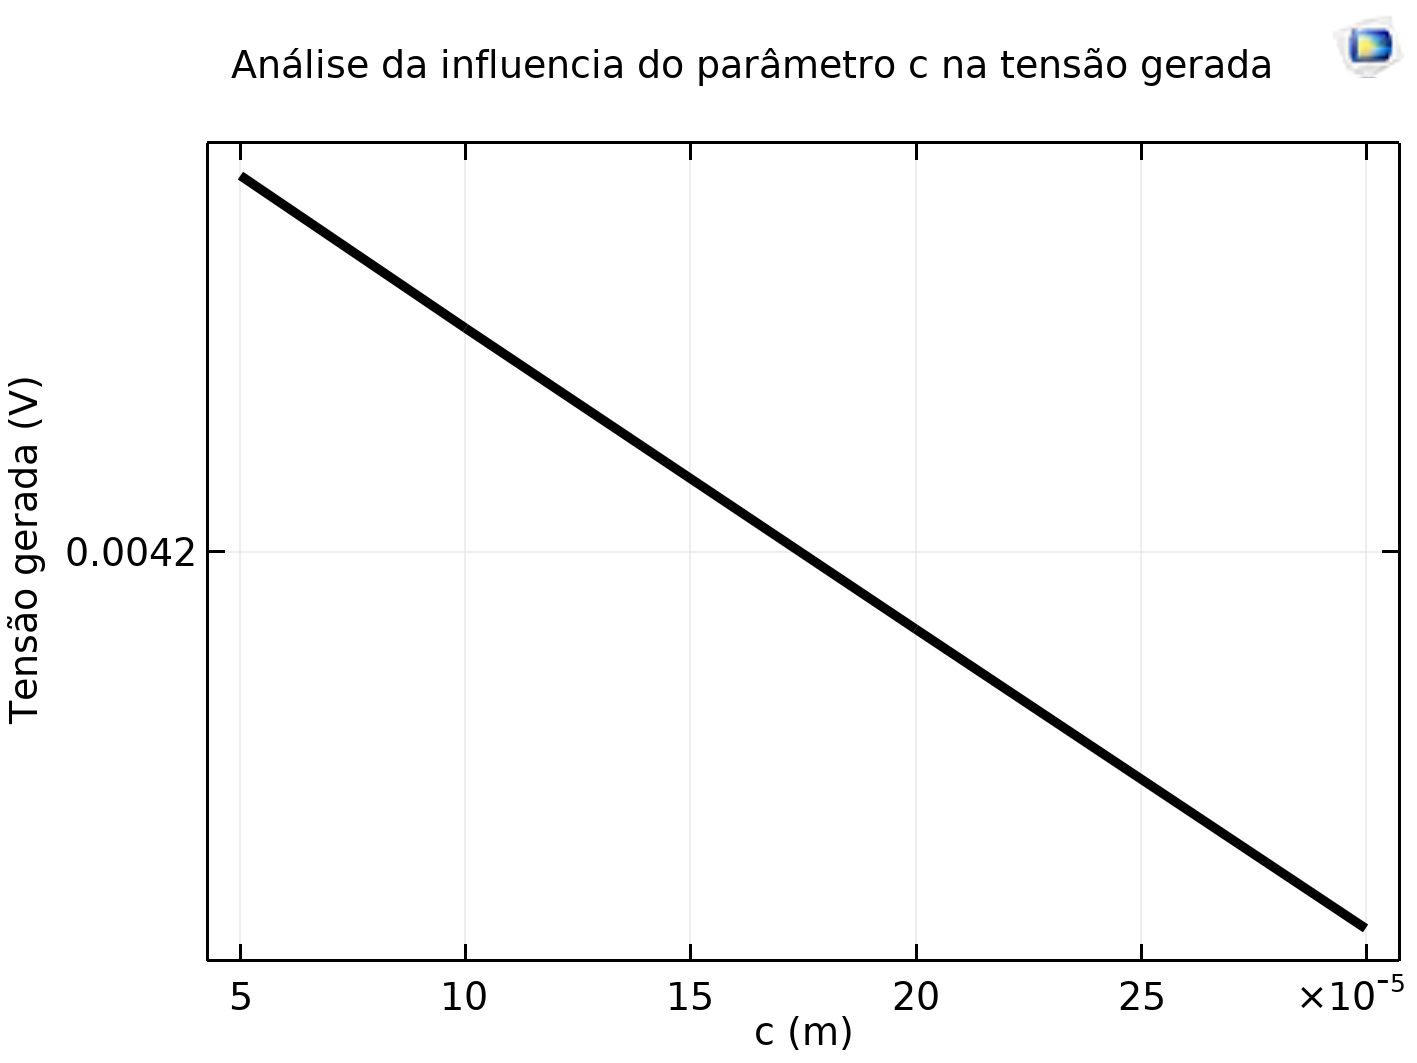 Análise da influencia do parâmetro c na tensão gerada
Tensão gerada (V)
0.0042
5 10 15 20 25 ×10⁻⁵
c (m)